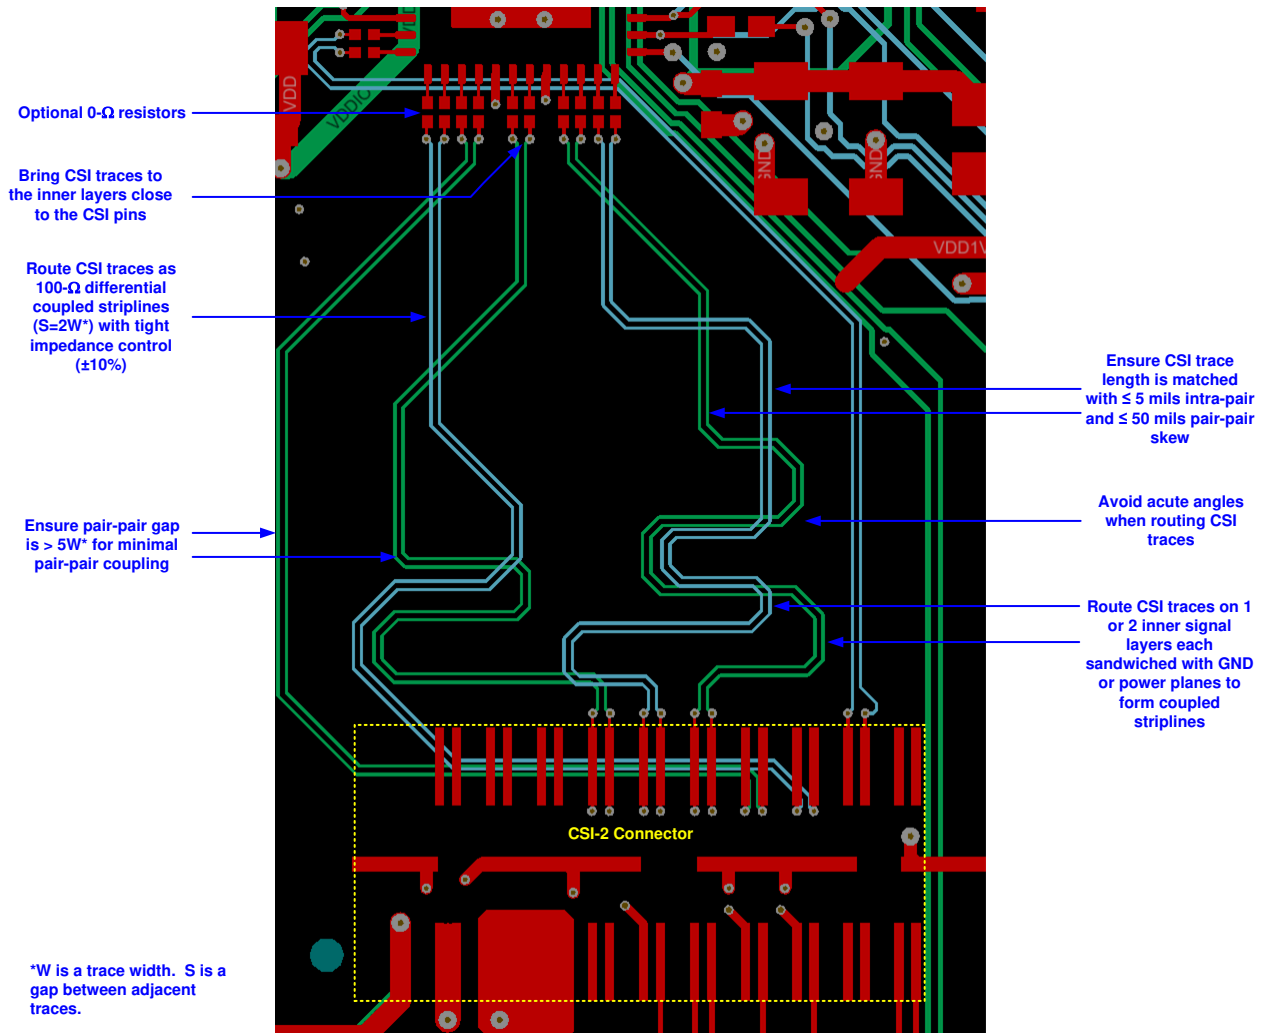 VDD
VDDIO
VDD
Optional 0-Ω resistors
Bring CSI traces to
the inner layers close
to the CSI pins
GND
GND
VDD1V
Route CSI traces as
100-Ω differential
coupled striplines
(S=2W*) with tight
impedance control
(±10%)
Ensure CSI trace
length is matched
with ≤ 5 mils intra-pair
and ≤ 50 mils pair-pair
skew
Avoid acute angles
when routing CSI
traces
Ensure pair-pair gap
is > 5W* for minimal
pair-pair coupling
Route CSI traces on 1
or 2 inner signal
layers each
sandwiched with GND
or power planes to
form coupled
striplines
CSI-2 Connector
*W is a trace width.  S is a
gap between adjacent
traces.